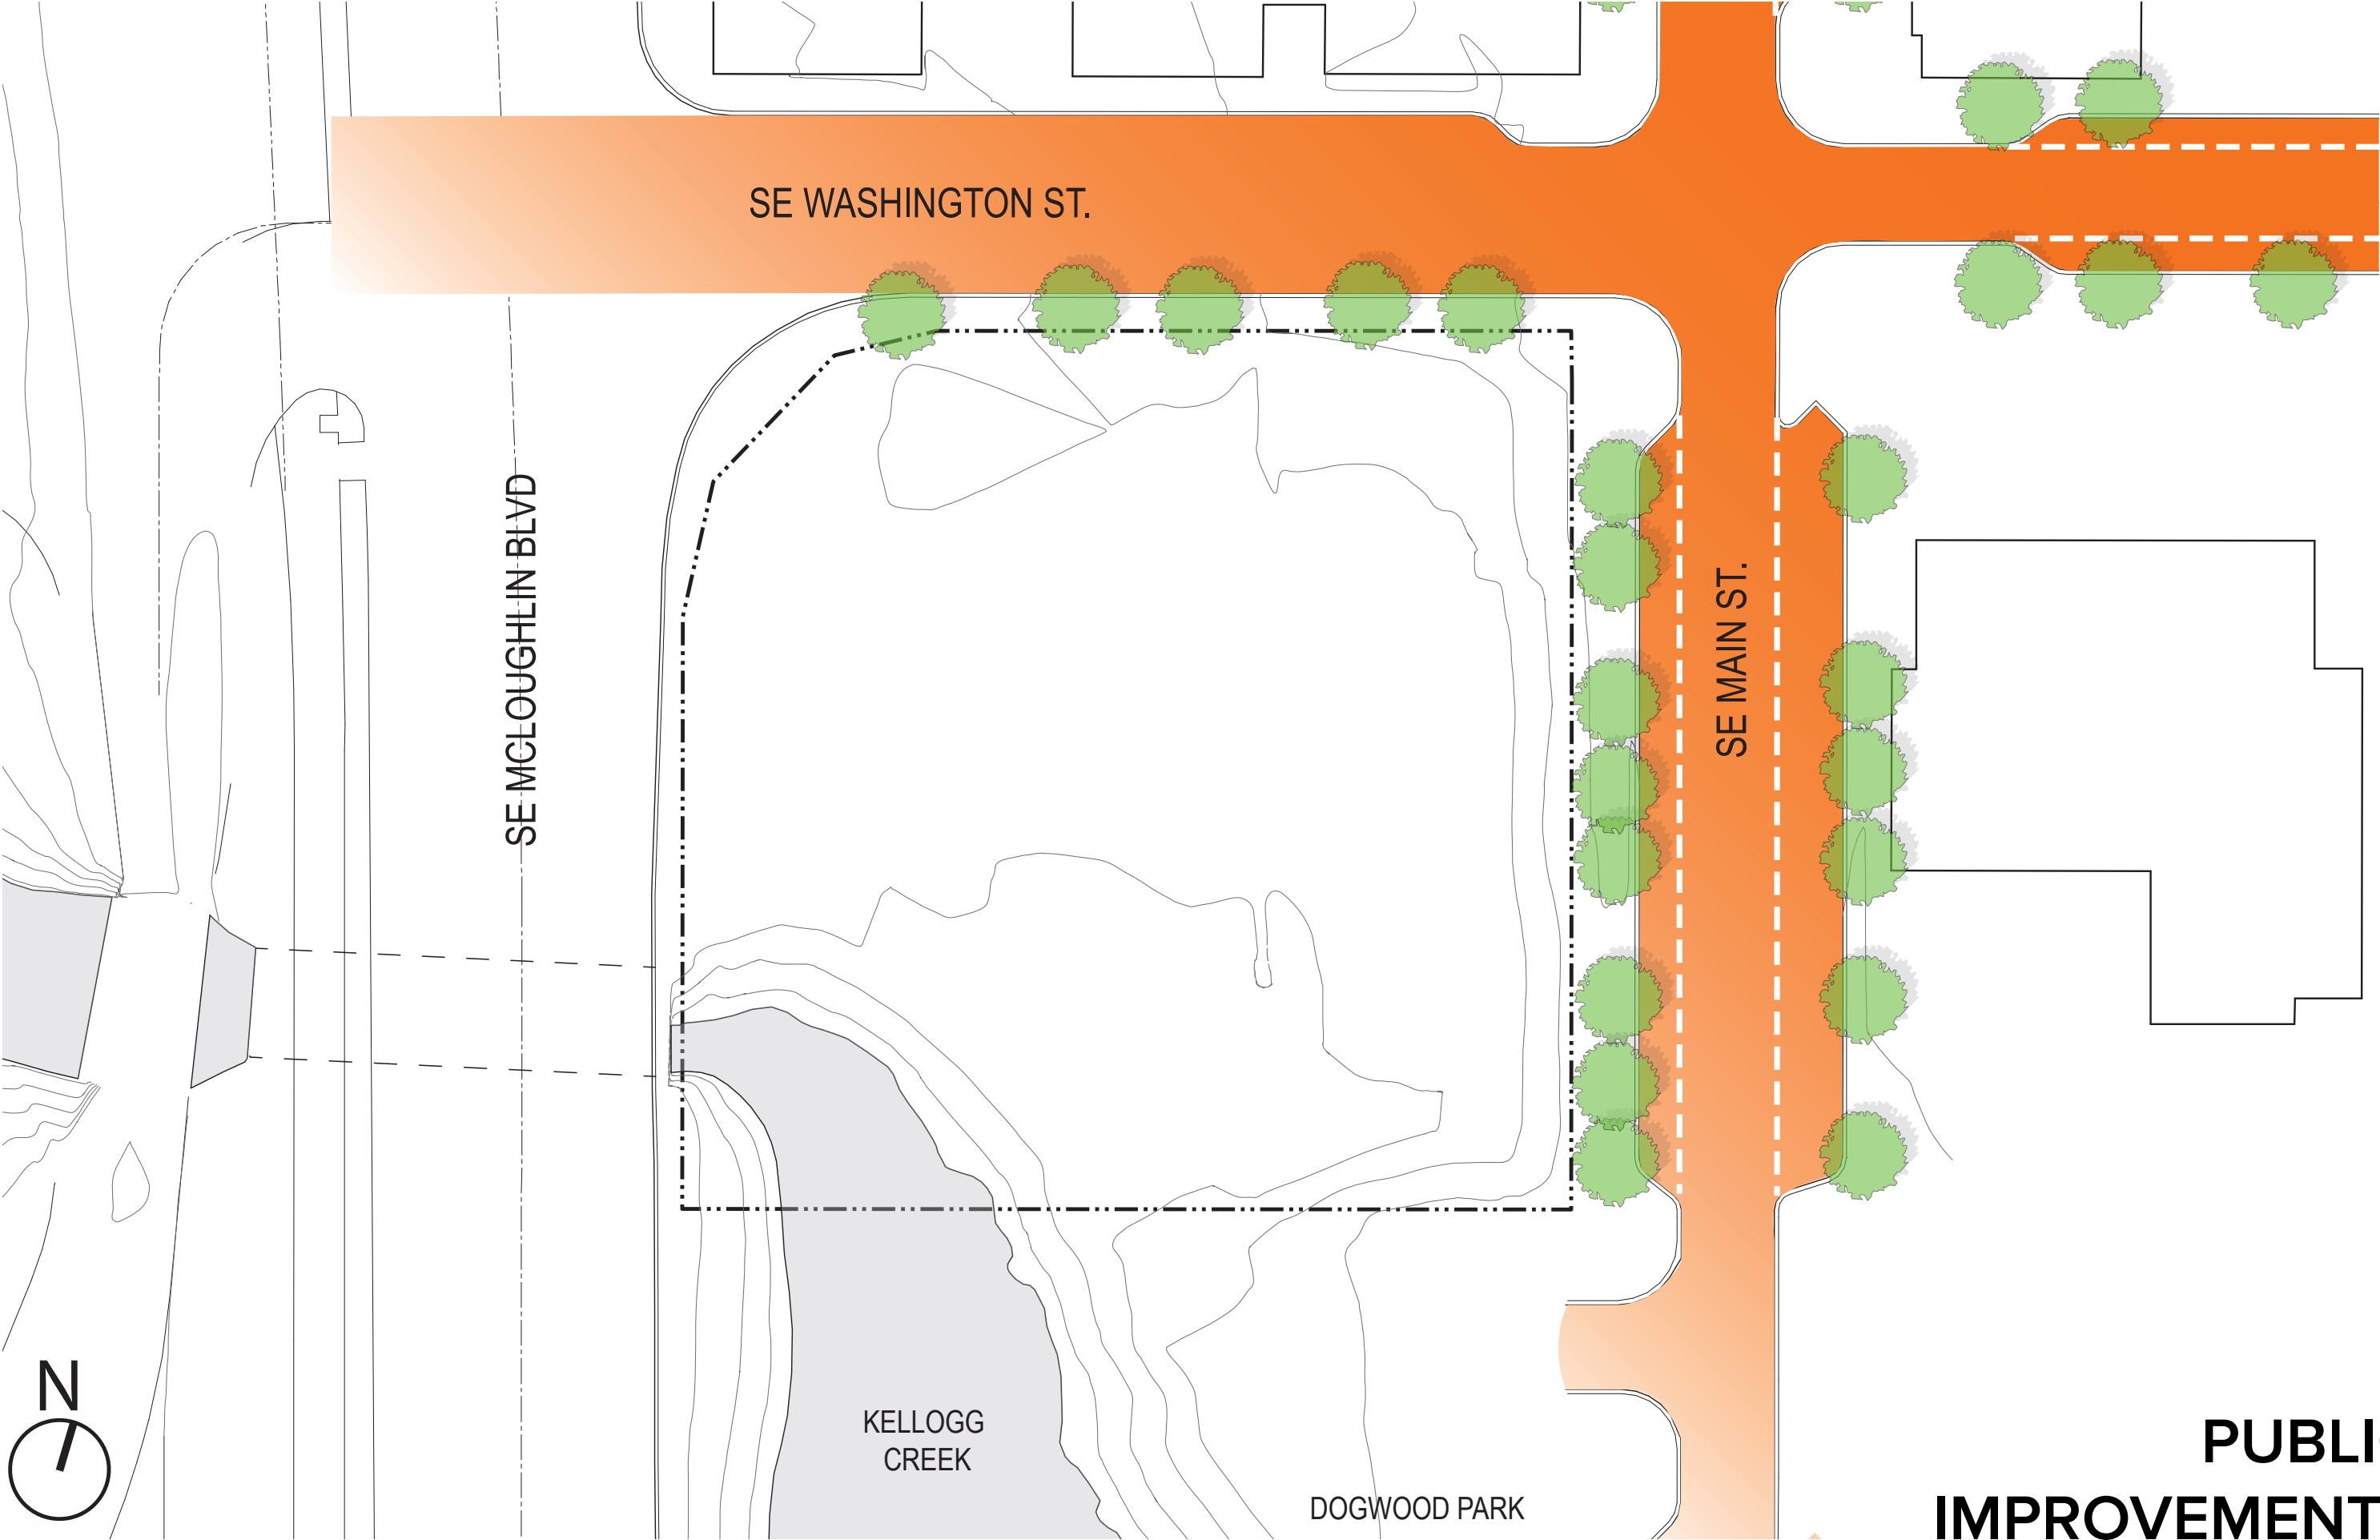 SE WASHINGTON ST.
SE MCLOUGHLIN BLVD
SE MAIN ST.
N
KELLOGG
CREEK
DOGWOOD PARK
PUBLI
IMPROVEMENT